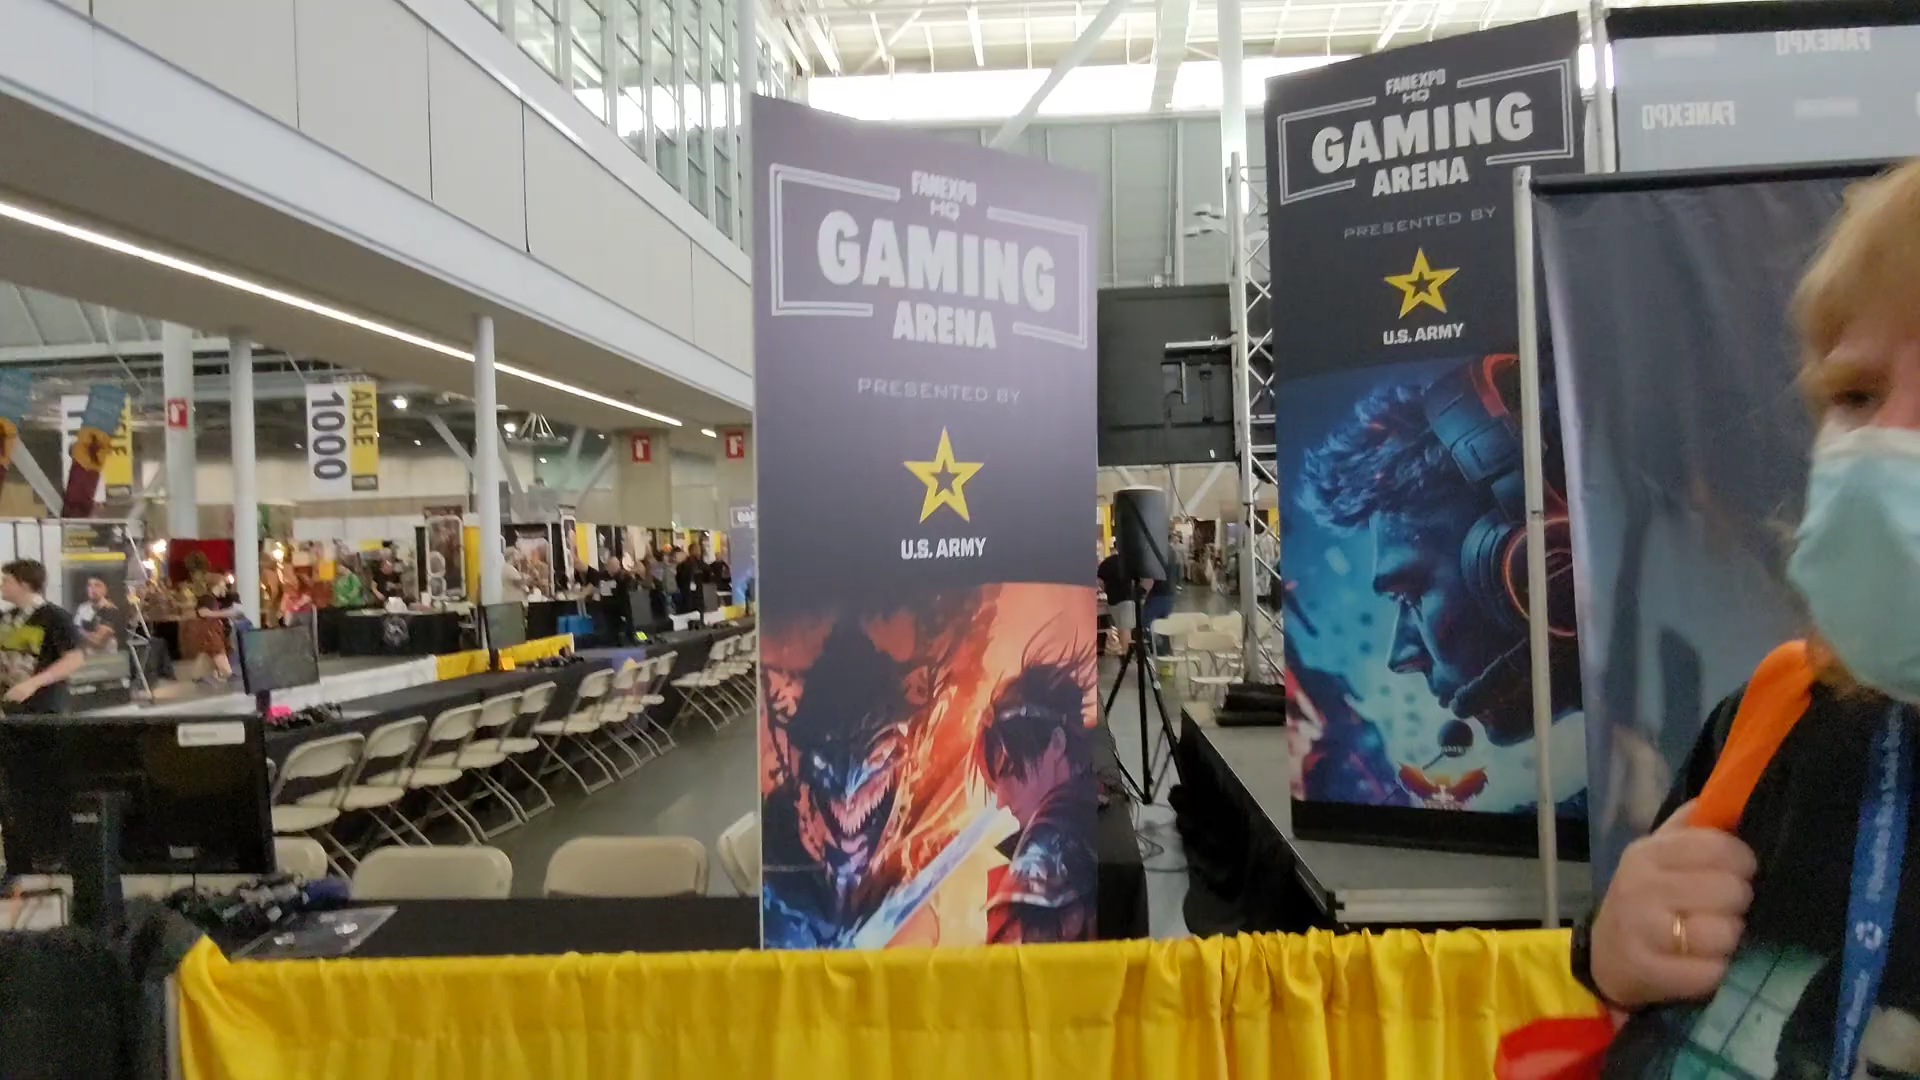 FANEXPO
HQ
GAMING
ARENA
PRESENTED BY
U.S. ARMY
FANEXPO
HQ
GAMING
ARENA
PRESENTED BY
U.S. ARMY
FANEXPO
FANEXPO
AISLE
1000